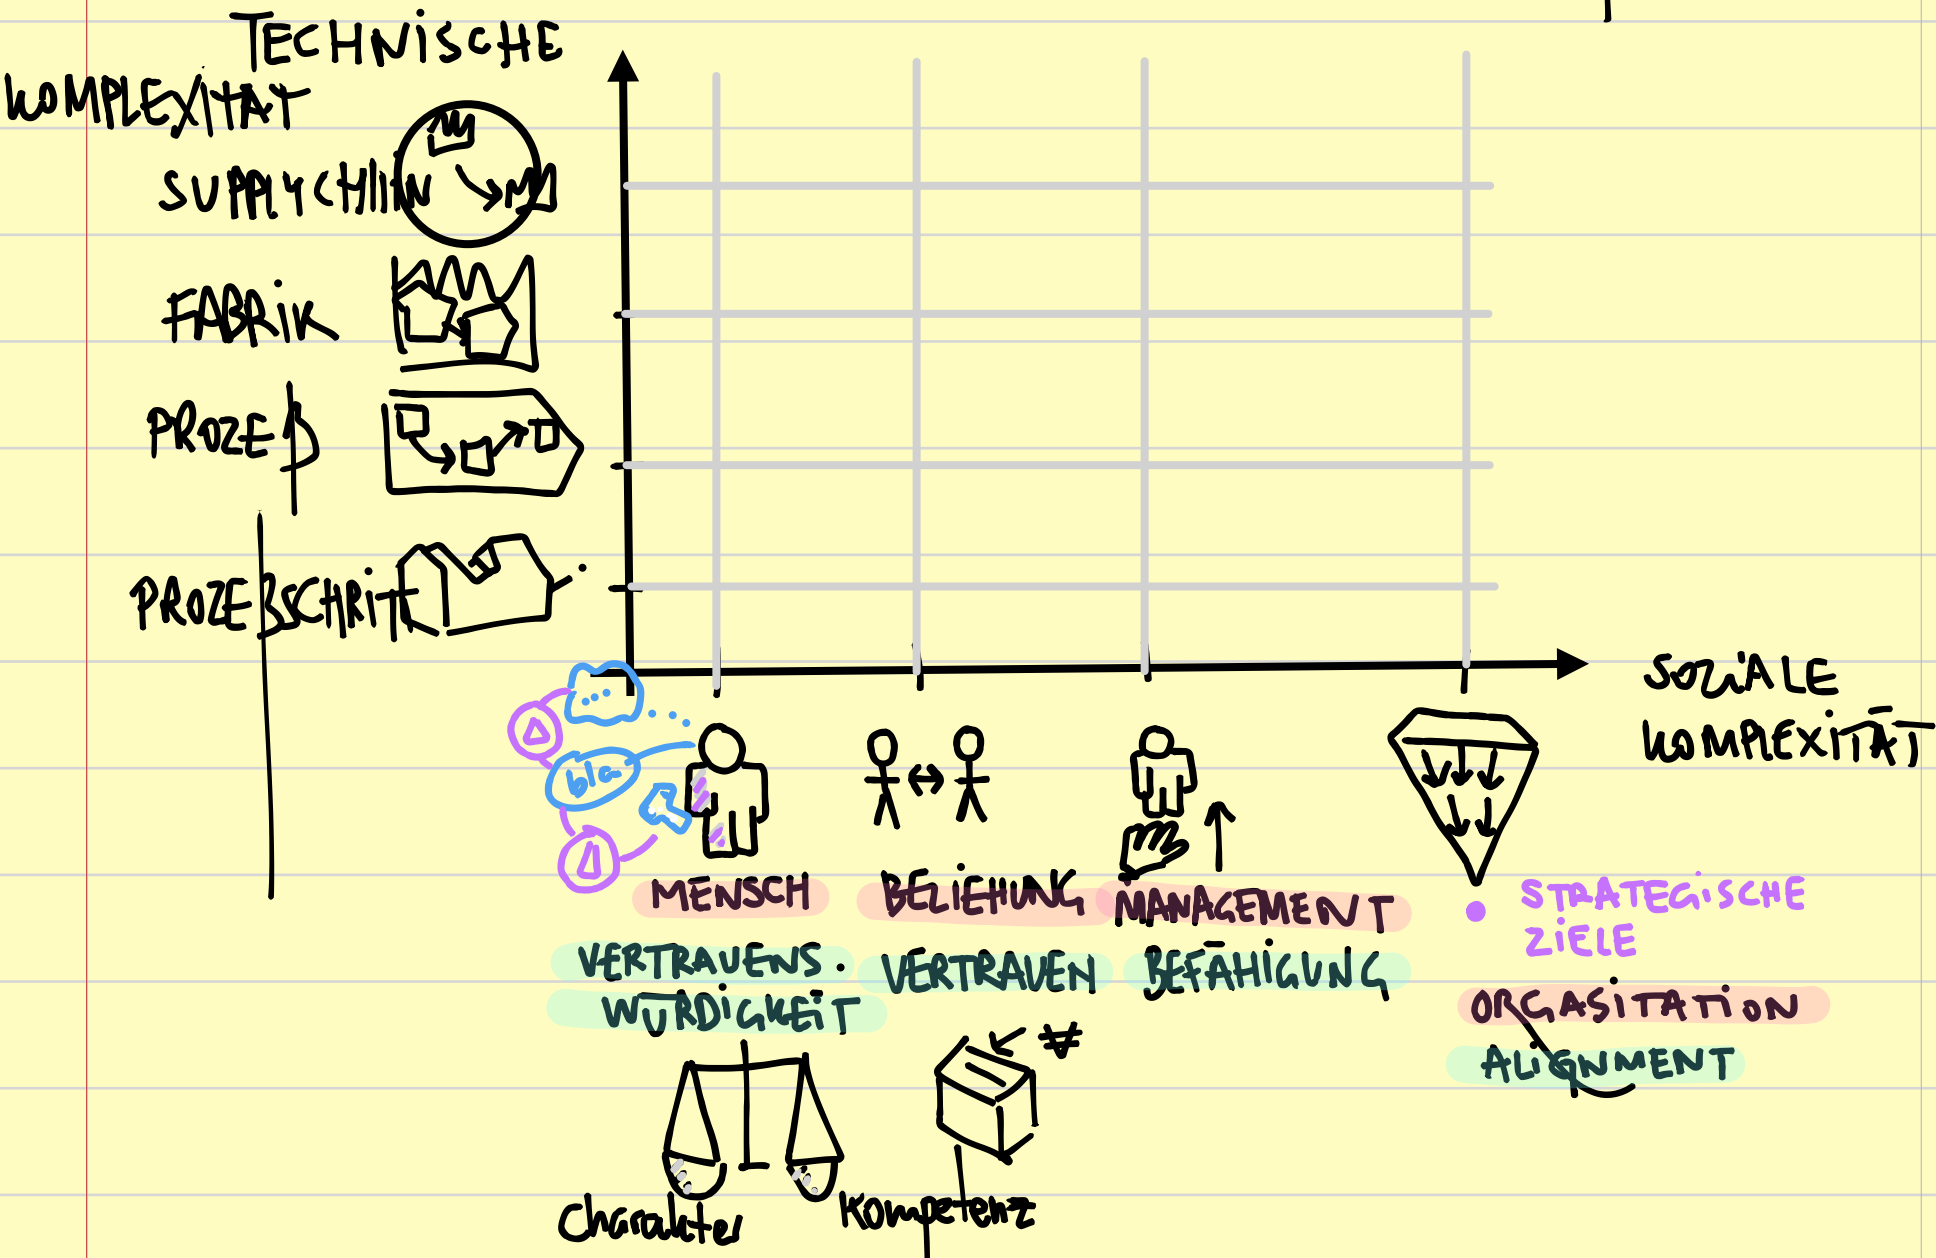 TECHNISCHE
KOMPLEXITÄT
SUPPLYCHAIN
FABRIK
PROZEß
PROZEßSCHRITT
SOZIALE
KOMPLEXITÄT
bla
MENSCH
BEZIEHUNG
MANAGEMENT
STRATEGISCHE
ZIELE
VERTRAUENS
WÜRDIGKEIT
VERTRAUEN
BEFÄHIGUNG
ORGASITATION
ALIGNMENT
Charakter
Kompetenz